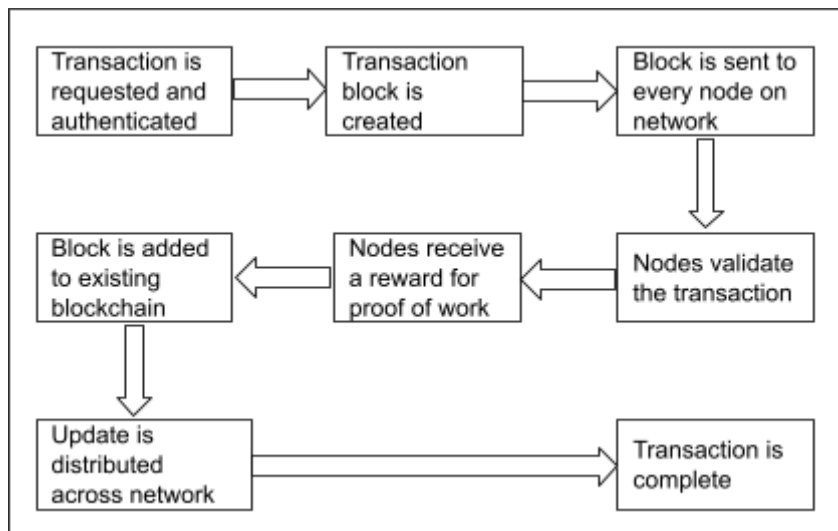 Transaction is
requested and
authenticated
Transaction
block is
created
Block is sent to
every node on
network
Nodes validate
the transaction
Nodes receive
a reward for
proof of work
Block is added
to existing
blockchain
Update is
distributed
across network
Transaction is
complete